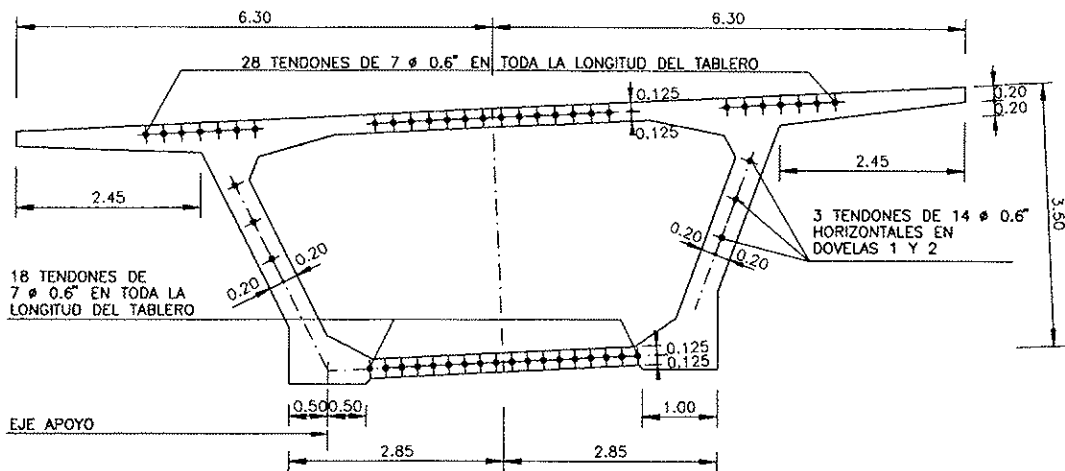 6.30
6.30
28 TENDONES DE 7 ø 0.6" EN TODA LA LONGITUD DEL TABLERO
0.125
0.125
0.20
0.20
2.45
2.45
3.50
3 TENDONES DE 14 ø 0.6"
HORIZONTALES EN
DOVELAS 1 Y 2
0.20
0.20
0.20
0.20
18 TENDONES DE
7 ø 0.6" EN TODA LA
LONGITUD DEL TABLERO
0.125
0.125
0.50
0.50
1.00
EJE APOYO
2.85
2.85